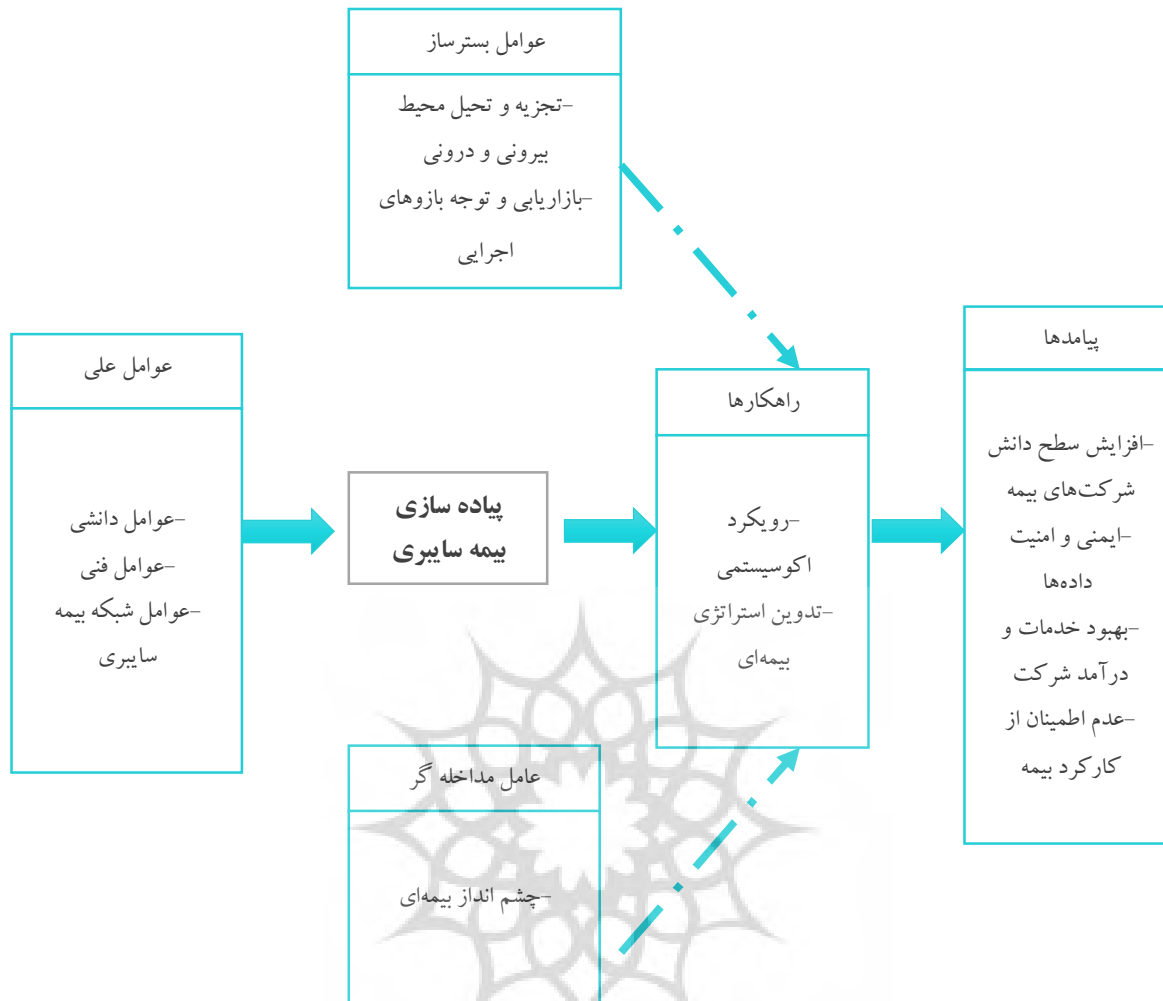 عوامل بسترساز
-تجزیه و تحیل محیط
بیرونی و درونی
-بازاریابی و توجه بازوهای
اجرایی
عوامل علی
-عوامل دانشی
-عوامل فنی
-عوامل شبکه بیمه
سایبری
پیاده سازی
بیمه سایبری
راهکارها
-رویکرد
اکوسیستمی
-تدوین استراتژی
بیمه‌ای
پیامدها
-افزایش سطح دانش
شرکت‌های بیمه
-ایمنی و امنیت
داده‌ها
-بهبود خدمات و
درآمد شرکت
-عدم اطمینان از
کارکرد بیمه
عامل مداخله گر
-چشم انداز بیمه‌ای